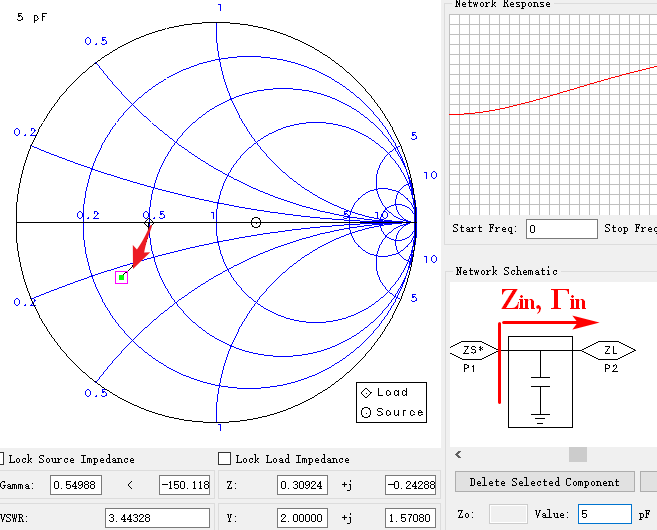 5 pF
1
0.5
0.2
5
10
0.2
0.5
1
5
10
10
5
0.2
0.5
1
Load
Source
Network Response
Start Freq:
0
Stop Freq
Network Schematic
Zin, Γin
ZS*
ZL
P1
P2
Lock Source Impedance
Lock Load Impedance
Gamma:
0.54988
<
-150.118
Z:
0.30924
+j
-0.24288
VSWR:
3.44328
Y:
2.00000
+j
1.57080
Delete Selected Component
Zo:
Value:
5
pF